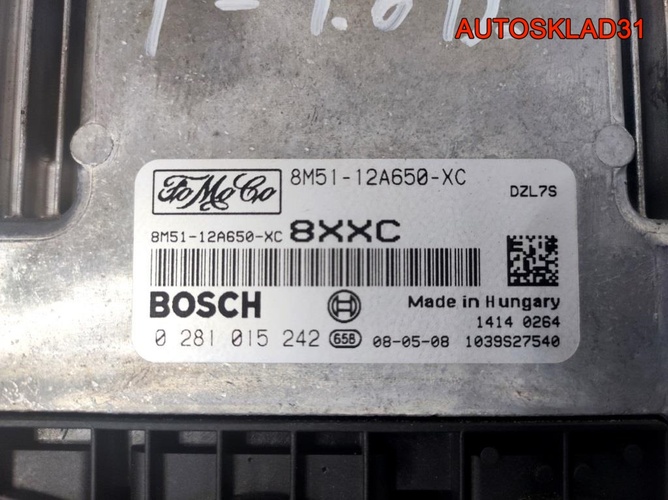 AUTOSKLAD31
FoMoCo
8M51-12A650-XC
DZL7S
8M51-12A650-XC 8XXC
BOSCH
Made in Hungary
1414 0264
0 281 015 242 65B 08-05-08 1039S27540